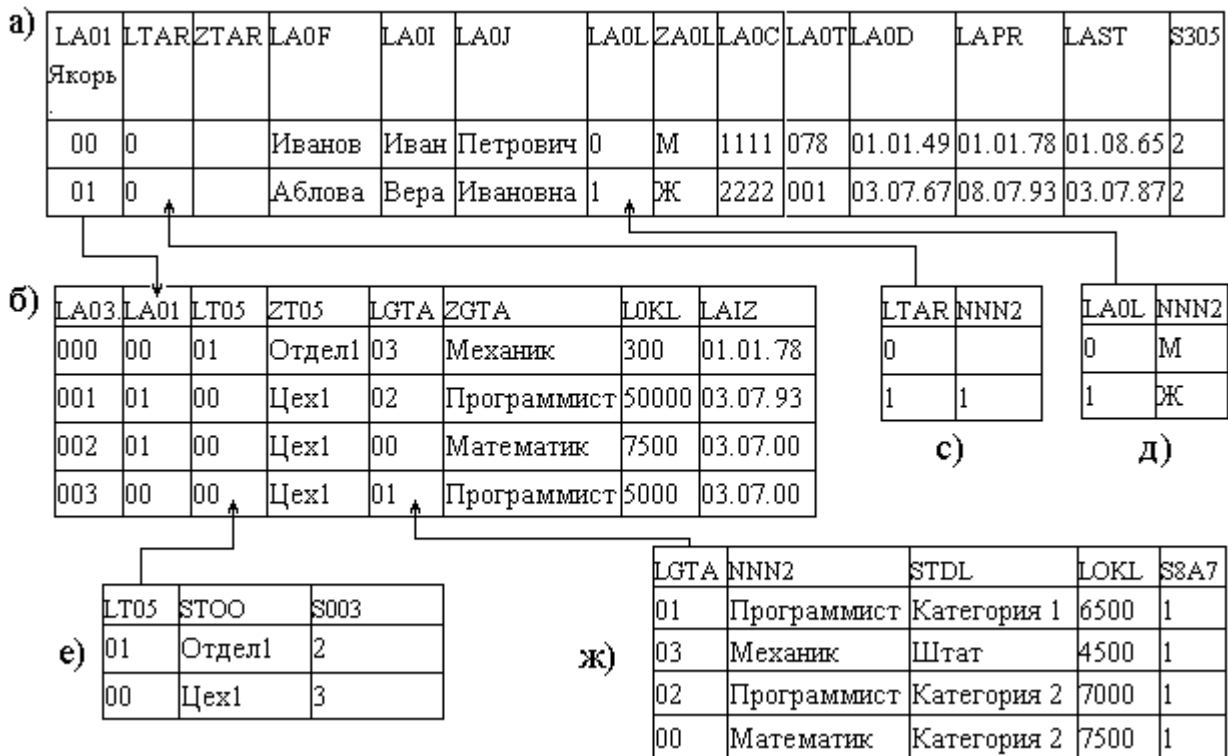 а)
LA01 LTAR ZTAR LA0F LA0I LA0J LA0L ZA0L LA0C LA0T LA0D LAPR LAST S305
Якорь
.
00 0 Иванов Иван Петрович 0 М 1111 078 01.01.49 01.01.78 01.08.65 2
01 0 Аблова Вера Ивановна 1 Ж 2222 001 03.07.67 08.07.93 03.07.87 2
б)
LA03. LA01 LT05 ZT05 LGTA ZGTA L0KL LAIZ
000 00 01 Отдел1 03 Механик 300 01.01.78
001 01 00 Цех1 02 Программист 50000 03.07.93
002 01 00 Цех1 00 Математик 7500 03.07.00
003 00 00 Цех1 01 Программист 5000 03.07.00
LTAR NNN2
0
1 1
с)
LA0L NNN2
0 М
1 Ж
д)
LT05 STOO S003
01 Отдел1 2
00 Цех1 3
е)
ж)
LGTA NNN2 STDL LOKL S8A7
01 Программист Категория 1 6500 1
03 Механик Штат 4500 1
02 Программист Категория 2 7000 1
00 Математик Категория 2 7500 1